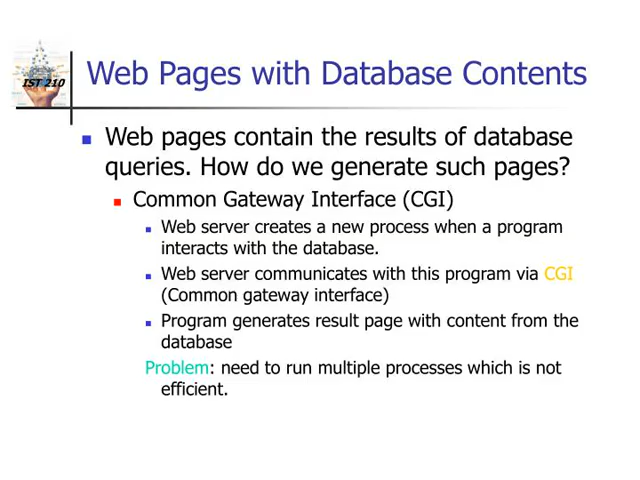 IST 210
Web Pages with Database Contents
Web pages contain the results of database
queries. How do we generate such pages?
Common Gateway Interface (CGI)
Web server creates a new process when a program
interacts with the database.
Web server communicates with this program via CGI
(Common gateway interface)
Program generates result page with content from the
database
Problem: need to run multiple processes which is not
efficient.